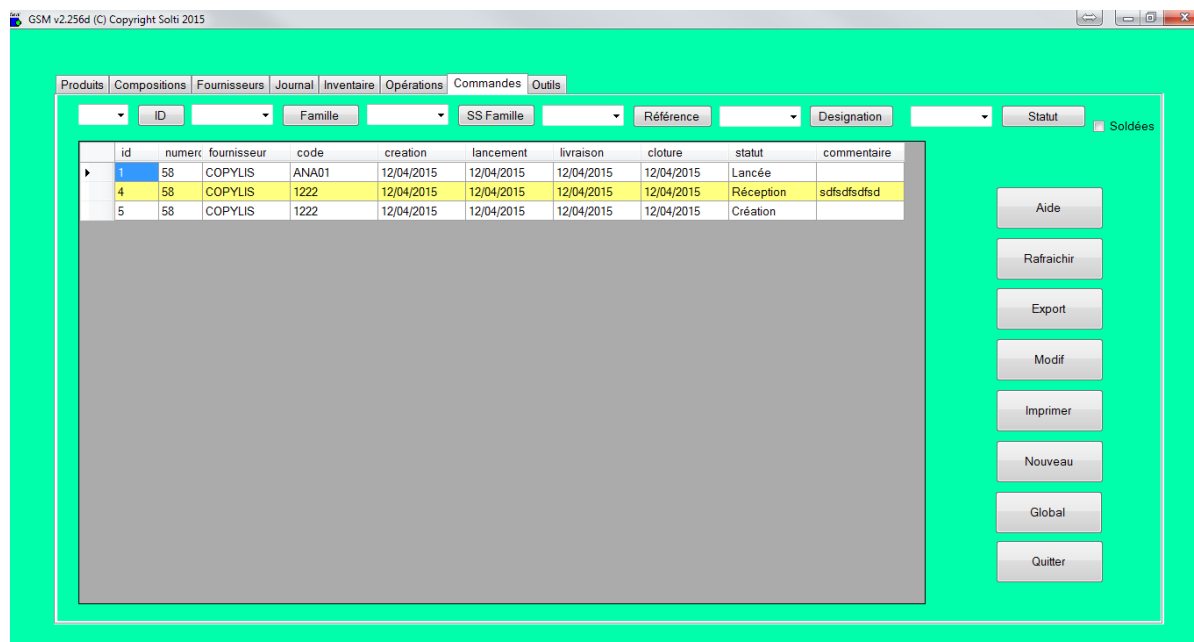 GSM v2.256d (C) Copyright Solti 2015
Produits Compositions Fournisseurs Journal Inventaire Opérations Commandes Outils
ID Famille SS Famille Référence Designation Statut Soldées
id numero fournisseur code creation lancement livraison cloture statut commentaire
1 58 COPYLIS ANA01 12/04/2015 12/04/2015 12/04/2015 12/04/2015 Lancée
4 58 COPYLIS 1222 12/04/2015 12/04/2015 12/04/2015 12/04/2015 Réception sdfsdfsdfsd
5 58 COPYLIS 1222 12/04/2015 12/04/2015 12/04/2015 12/04/2015 Création
Aide
Rafraichir
Export
Modif
Imprimer
Nouveau
Global
Quitter